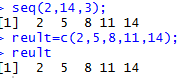 > seq(2,14,3);
[1]  2  5  8 11 14
> reult=c(2,5,8,11,14);
> reult
[1]  2  5  8 11 14